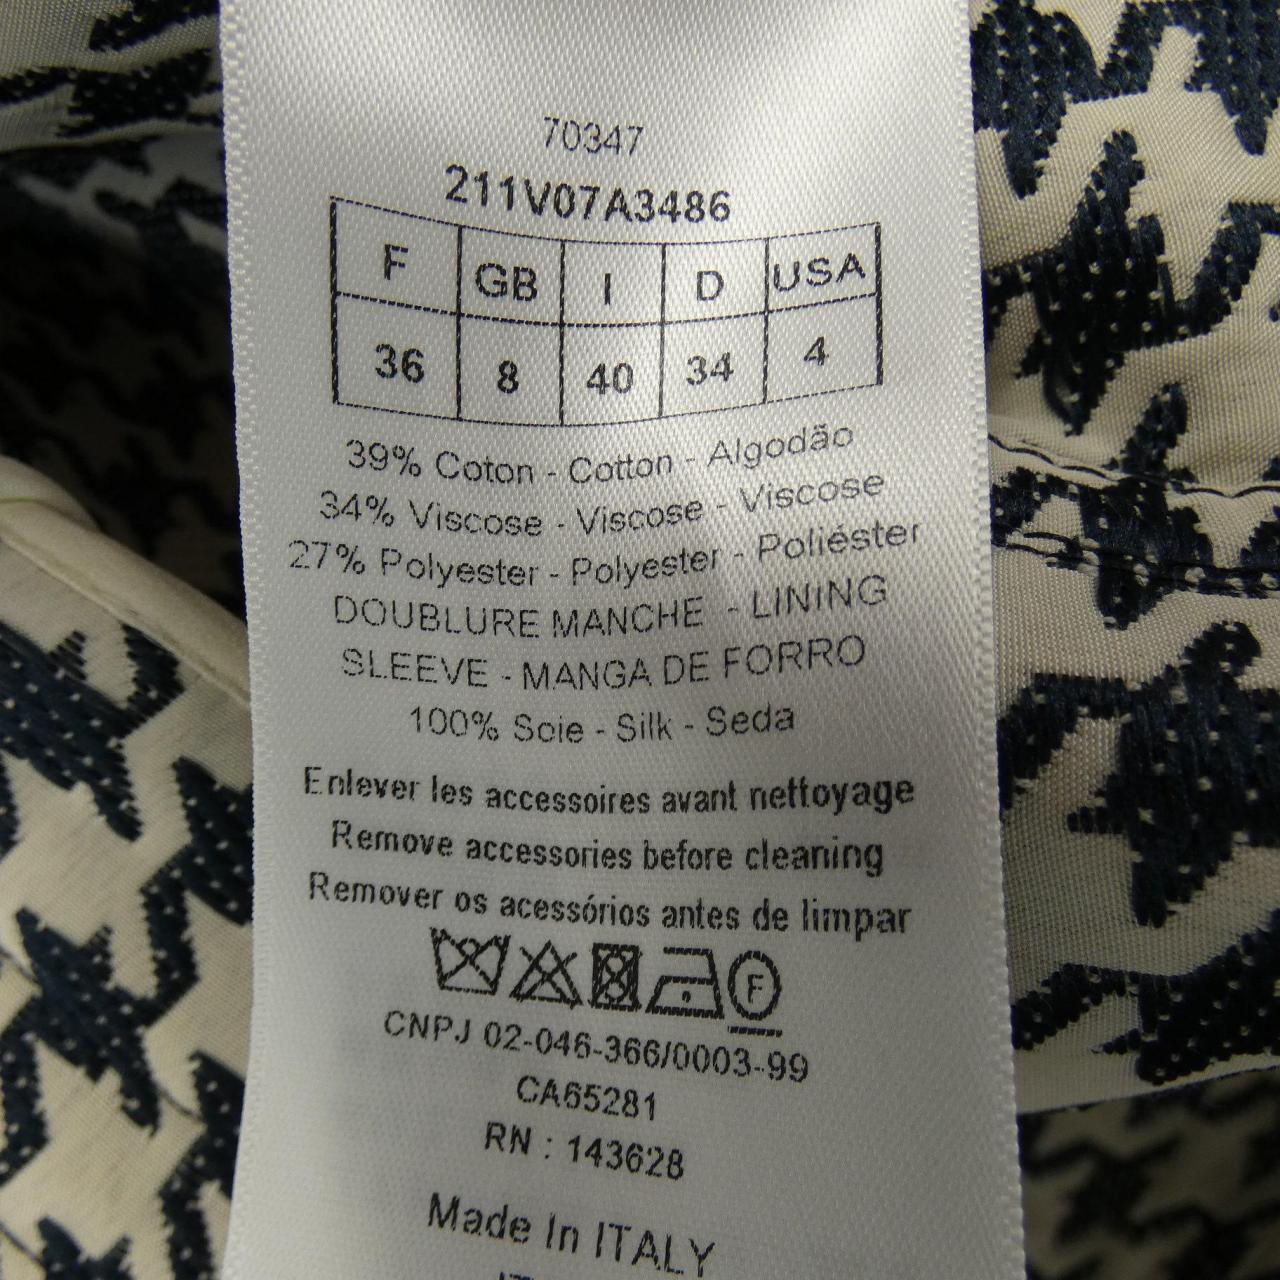 70347
211V07A3486
F GB I D USA
36 8 40 34 4
39% Coton - Cotton - Algodão
34% Viscose - Viscose - Viscose
27% Polyester - Polyester - Poliéster
DOUBLURE MANCHE - LINING
SLEEVE - MANGA DE FORRO
100% Soie - Silk - Seda
Enlever les accessoires avant nettoyage
Remove accessories before cleaning
Remover os acessórios antes de limpar
F
CNPJ 02-046-366/0003-99
CA65281
RN : 143628
Made In ITALY